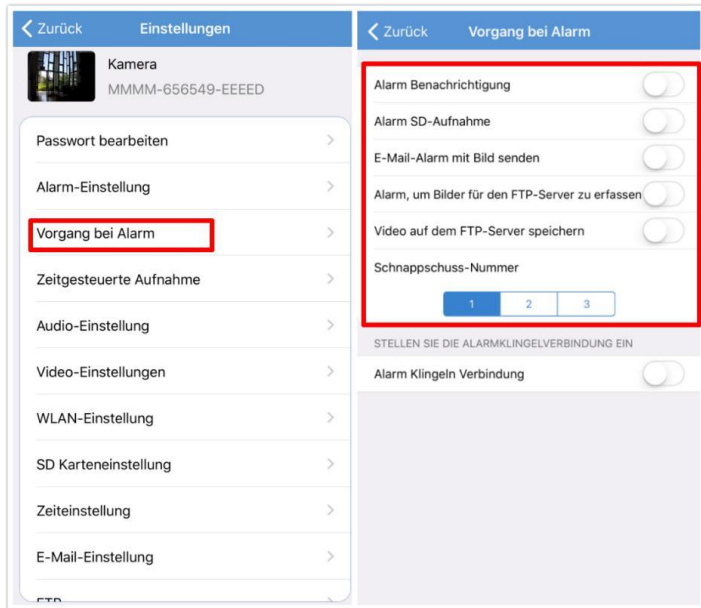 Zurück
Einstellungen
Kamera
MMMM-656549-EEEED
Passwort bearbeiten
Alarm-Einstellung
Vorgang bei Alarm
Zeitgesteuerte Aufnahme
Audio-Einstellung
Video-Einstellungen
WLAN-Einstellung
SD Karteneinstellung
Zeiteinstellung
E-Mail-Einstellung
FTP
Zurück
Vorgang bei Alarm
Alarm Benachrichtigung
Alarm SD-Aufnahme
E-Mail-Alarm mit Bild senden
Alarm, um Bilder für den FTP-Server zu erfassen
Video auf dem FTP-Server speichern
Schnappschuss-Nummer
1 2 3
STELLEN SIE DIE ALARMKLINGELVERBINDUNG EIN
Alarm Klingeln Verbindung